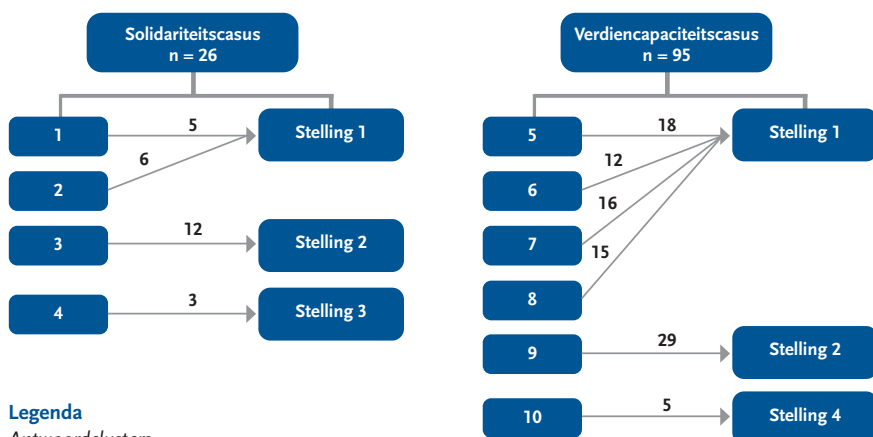 Solidariteitscasus
n = 26
1
5
Stelling 1
6
2
3
12
Stelling 2
4
3
Stelling 3
Verdiencapaciteitscasus
n = 95
5
18
Stelling 1
12
6
16
7
15
8
9
29
Stelling 2
10
5
Stelling 4
Legenda
Antwoordclusters